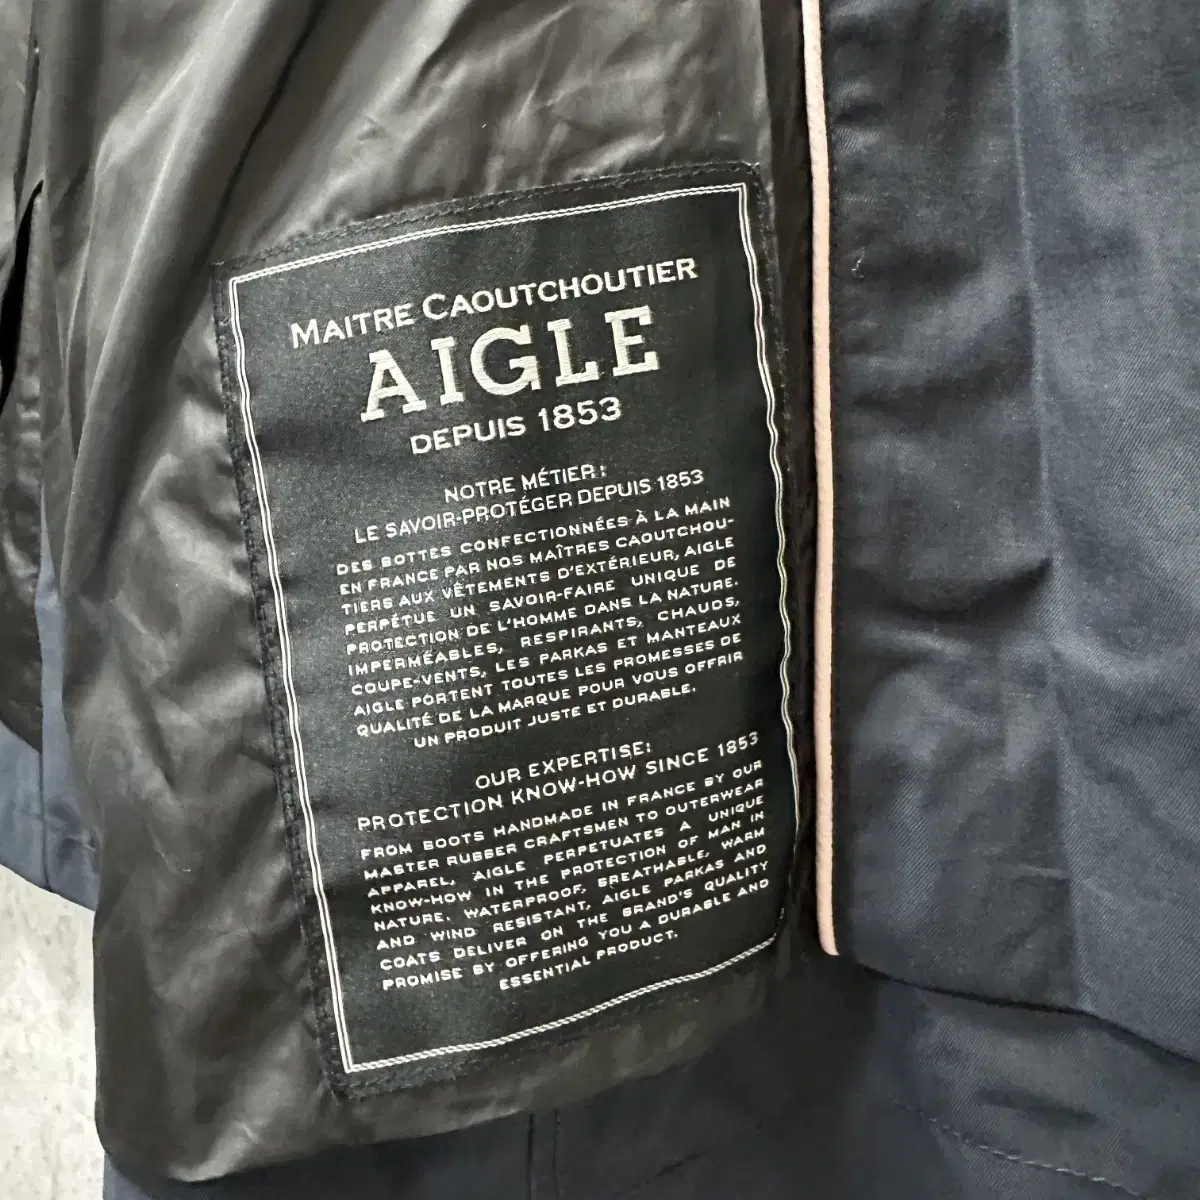 MAITRE CAOUTCHOUTIER
AIGLE
DEPUIS 1853
NOTRE MÉTIER:
LE SAVOIR-PROTÉGER DEPUIS 1853
DES BOTTES CONFECTIONNÉES À LA MAIN
EN FRANCE PAR NOS MAÎTRES CAOUTCHOU-
TIERS AUX VÊTEMENTS D'EXTÉRIEUR, AIGLE
PERPÉTUE UN SAVOIR-FAIRE UNIQUE DE
PROTECTION DE L'HOMME DANS LA NATURE.
IMPERMÉABLES, RESPIRANTS, CHAUDS,
COUPE-VENTS, LES PARKAS ET MANTEAUX
AIGLE PORTENT TOUTES LES PROMESSES DE
QUALITÉ DE LA MARQUE POUR VOUS OFFRIR
UN PRODUIT JUSTE ET DURABLE.
OUR EXPERTISE:
PROTECTION KNOW-HOW SINCE 1853
FROM BOOTS HANDMADE IN FRANCE BY OUR
MASTER RUBBER CRAFTSMEN TO OUTERWEAR
APPAREL, AIGLE PERPETUATES A UNIQUE
KNOW-HOW IN THE PROTECTION OF MAN IN
NATURE. WATERPROOF, BREATHABLE, WARM
AND WIND RESISTANT, AIGLE PARKAS AND
COATS DELIVER ON THE BRAND'S QUALITY
PROMISE BY OFFERING YOU A DURABLE AND
ESSENTIAL PRODUCT.